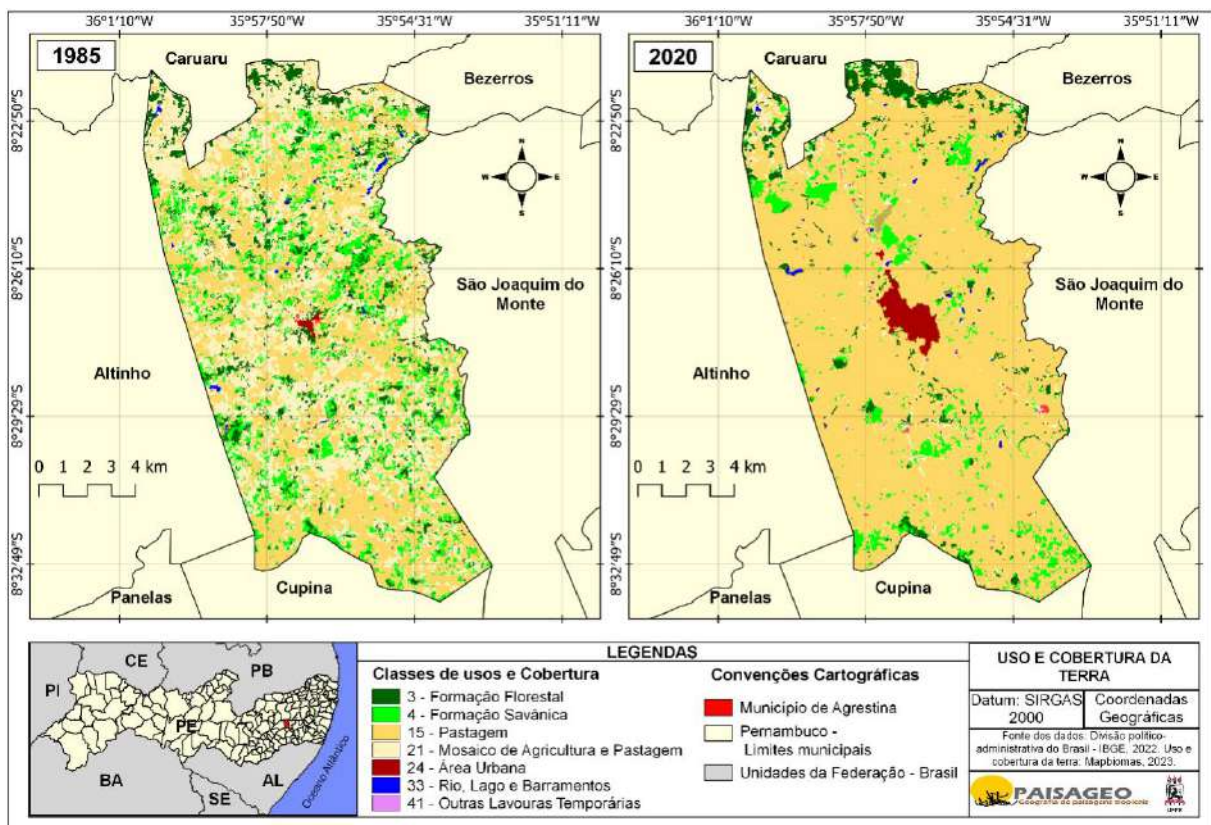 36°1'10"W 35°57'50"W 35°54'31"W 35°51'11"W 36°1'10"W 35°57'50"W 35°54'31"W 35°51'11"W
1985
Caruaru
Bezerros
8°22'50"S
N
W E
S
São Joaquim do
Monte
8°26'10"S
Altinho
8°29'29"S
0 1 2 3 4 km
8°32'49"S
Panelas
Cupina
2020
Caruaru
Bezerros
8°22'50"S
N
W E
S
São Joaquim do
Monte
8°26'10"S
Altinho
8°29'29"S
0 1 2 3 4 km
8°32'49"S
Panelas
Cupina
CE
PB
PI
PE
BA
AL
SE
Oceano Atlântico
LEGENDAS
Classes de usos e Cobertura
3 - Formação Florestal
4 - Formação Savânica
15 - Pastagem
21 - Mosaico de Agricultura e Pastagem
24 - Área Urbana
33 - Rio, Lago e Barramentos
41 - Outras Lavouras Temporárias
Convenções Cartográficas
Município de Agrestina
Pernambuco -
Limites municipais
Unidades da Federação - Brasil
USO E COBERTURA DA
TERRA
Datum: SIRGAS
2000
Coordenadas
Geográficas
Fonte dos dados: Divisão político-
administrativa do Brasil - IBGE, 2022. Uso e
cobertura da terra: Mapbiomas, 2023.
PAISAGEO